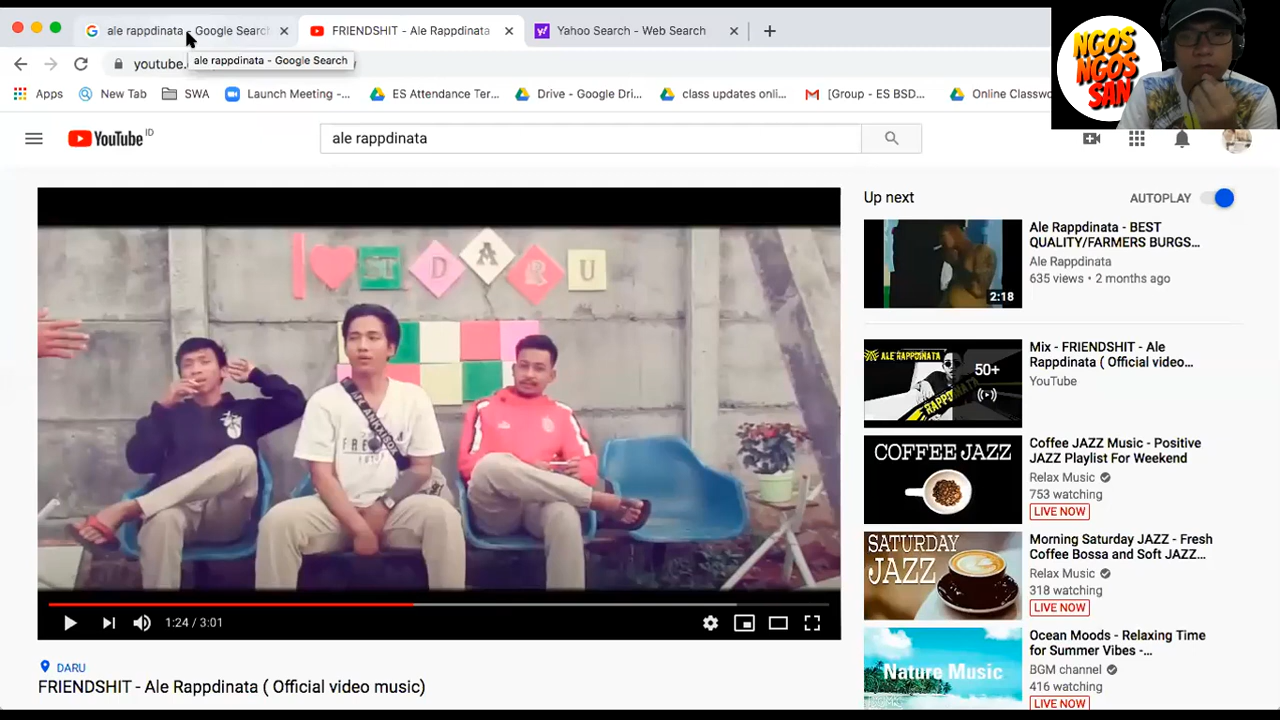 ale rappdinata - Google Search
FRIENDSHIT - Ale Rappdinata
Yahoo Search - Web Search
youtube.
ale rappdinata - Google Search
Apps
New Tab
SWA
Launch Meeting -...
ES Attendance Ter...
Drive - Google Dri...
class updates onli...
[Group - ES BSD...
Online Classw
NGOS
NGOS
SAN
YouTube ID
ale rappdinata
I
ST DARU
Up next
AUTOPLAY
Ale Rappdinata - BEST
QUALITY/FARMERS BURGS...
Ale Rappdinata
635 views • 2 months ago
2:18
Mix - FRIENDSHIT - Ale
Rappdinata ( Official video...
YouTube
ALE RAPPDINATA
50+
Coffee JAZZ Music - Positive
JAZZ Playlist For Weekend
Relax Music
753 watching
LIVE NOW
COFFEE JAZZ
Morning Saturday JAZZ - Fresh
Coffee Bossa and Soft JAZZ...
Relax Music
318 watching
LIVE NOW
SATURDAY
JAZZ
Ocean Moods - Relaxing Time
for Summer Vibes -...
BGM channel
416 watching
LIVE NOW
Nature Music
1:24 / 3:01
DARU
FRIENDSHIT - Ale Rappdinata ( Official video music)